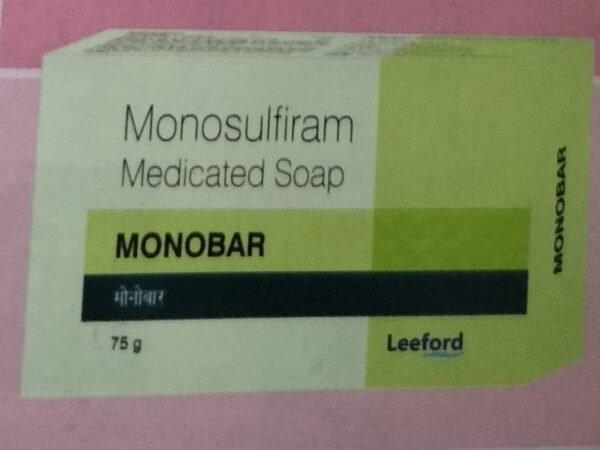 Monosulfiram
Medicated Soap
MONOBAR
मोनोबार
75 g
Leeford
MONOBAR